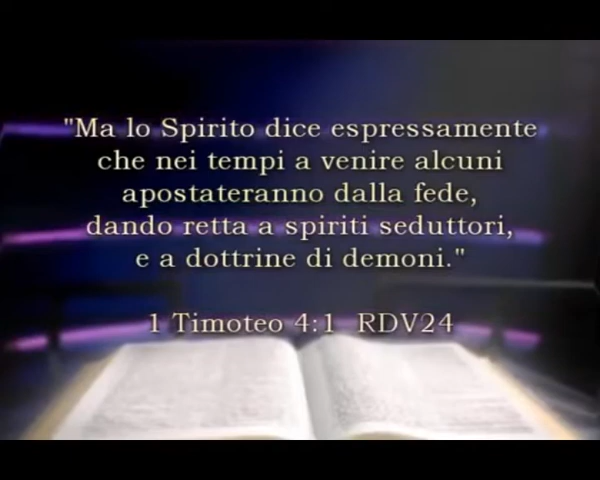 "Ma lo Spirito dice espressamente
che nei tempi a venire alcuni
apostateranno dalla fede,
dando retta a spiriti seduttori,
e a dottrine di demoni."
1 Timoteo 4:1 RDV24